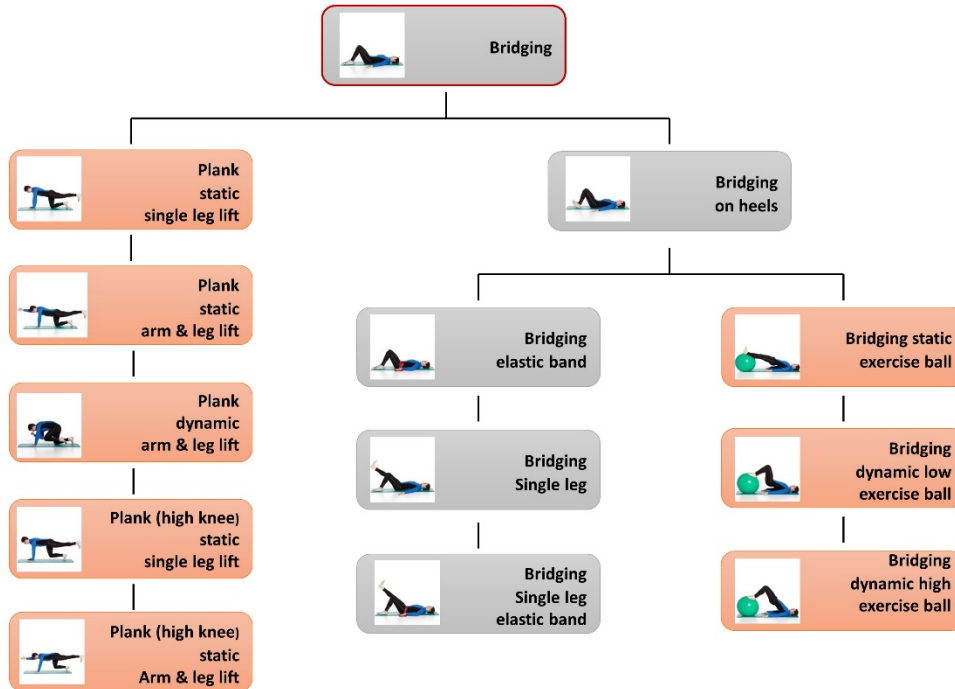 Bridging
Plank
static
single leg lift
Bridging
on heels
Plank
static
arm & leg lift
Bridging
elastic band
Bridging static
exercise ball
Plank
dynamic
arm & leg lift
Bridging
Single leg
Bridging
dynamic low
exercise ball
Plank (high knee)
static
single leg lift
Bridging
Single leg
elastic band
Bridging
dynamic high
exercise ball
Plank (high knee)
static
Arm & leg lift